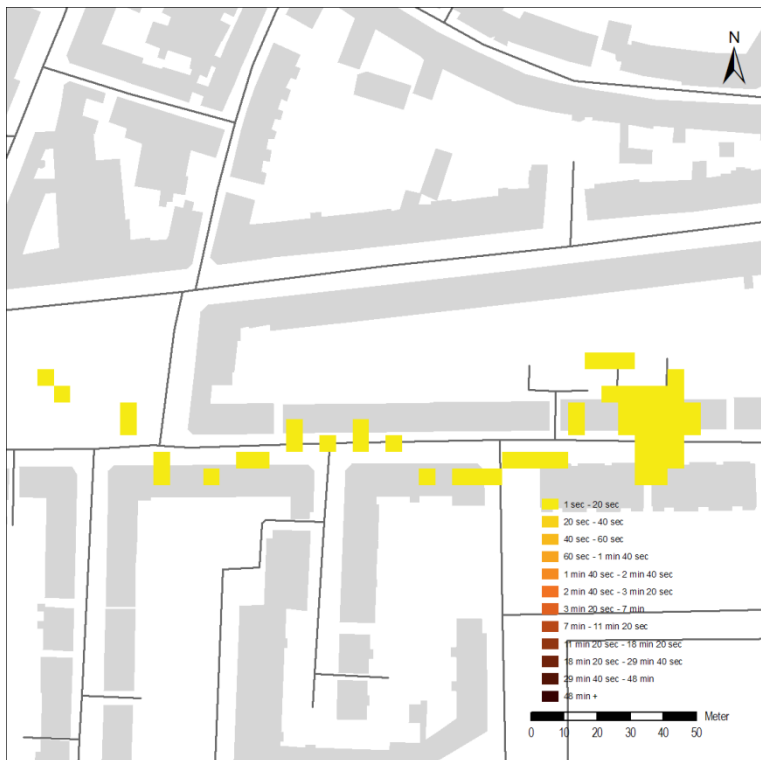 N
1 sec - 20 sec
20 sec - 40 sec
40 sec - 60 sec
60 sec - 1 min 40 sec
1 min 40 sec - 2 min 40 sec
2 min 40 sec - 3 min 20 sec
3 min 20 sec - 7 min
7 min - 11 min 20 sec
11 min 20 sec - 18 min 20 sec
18 min 20 sec - 29 min 40 sec
29 min 40 sec - 48 min
48 min +
Meter
0 10 20 30 40 50